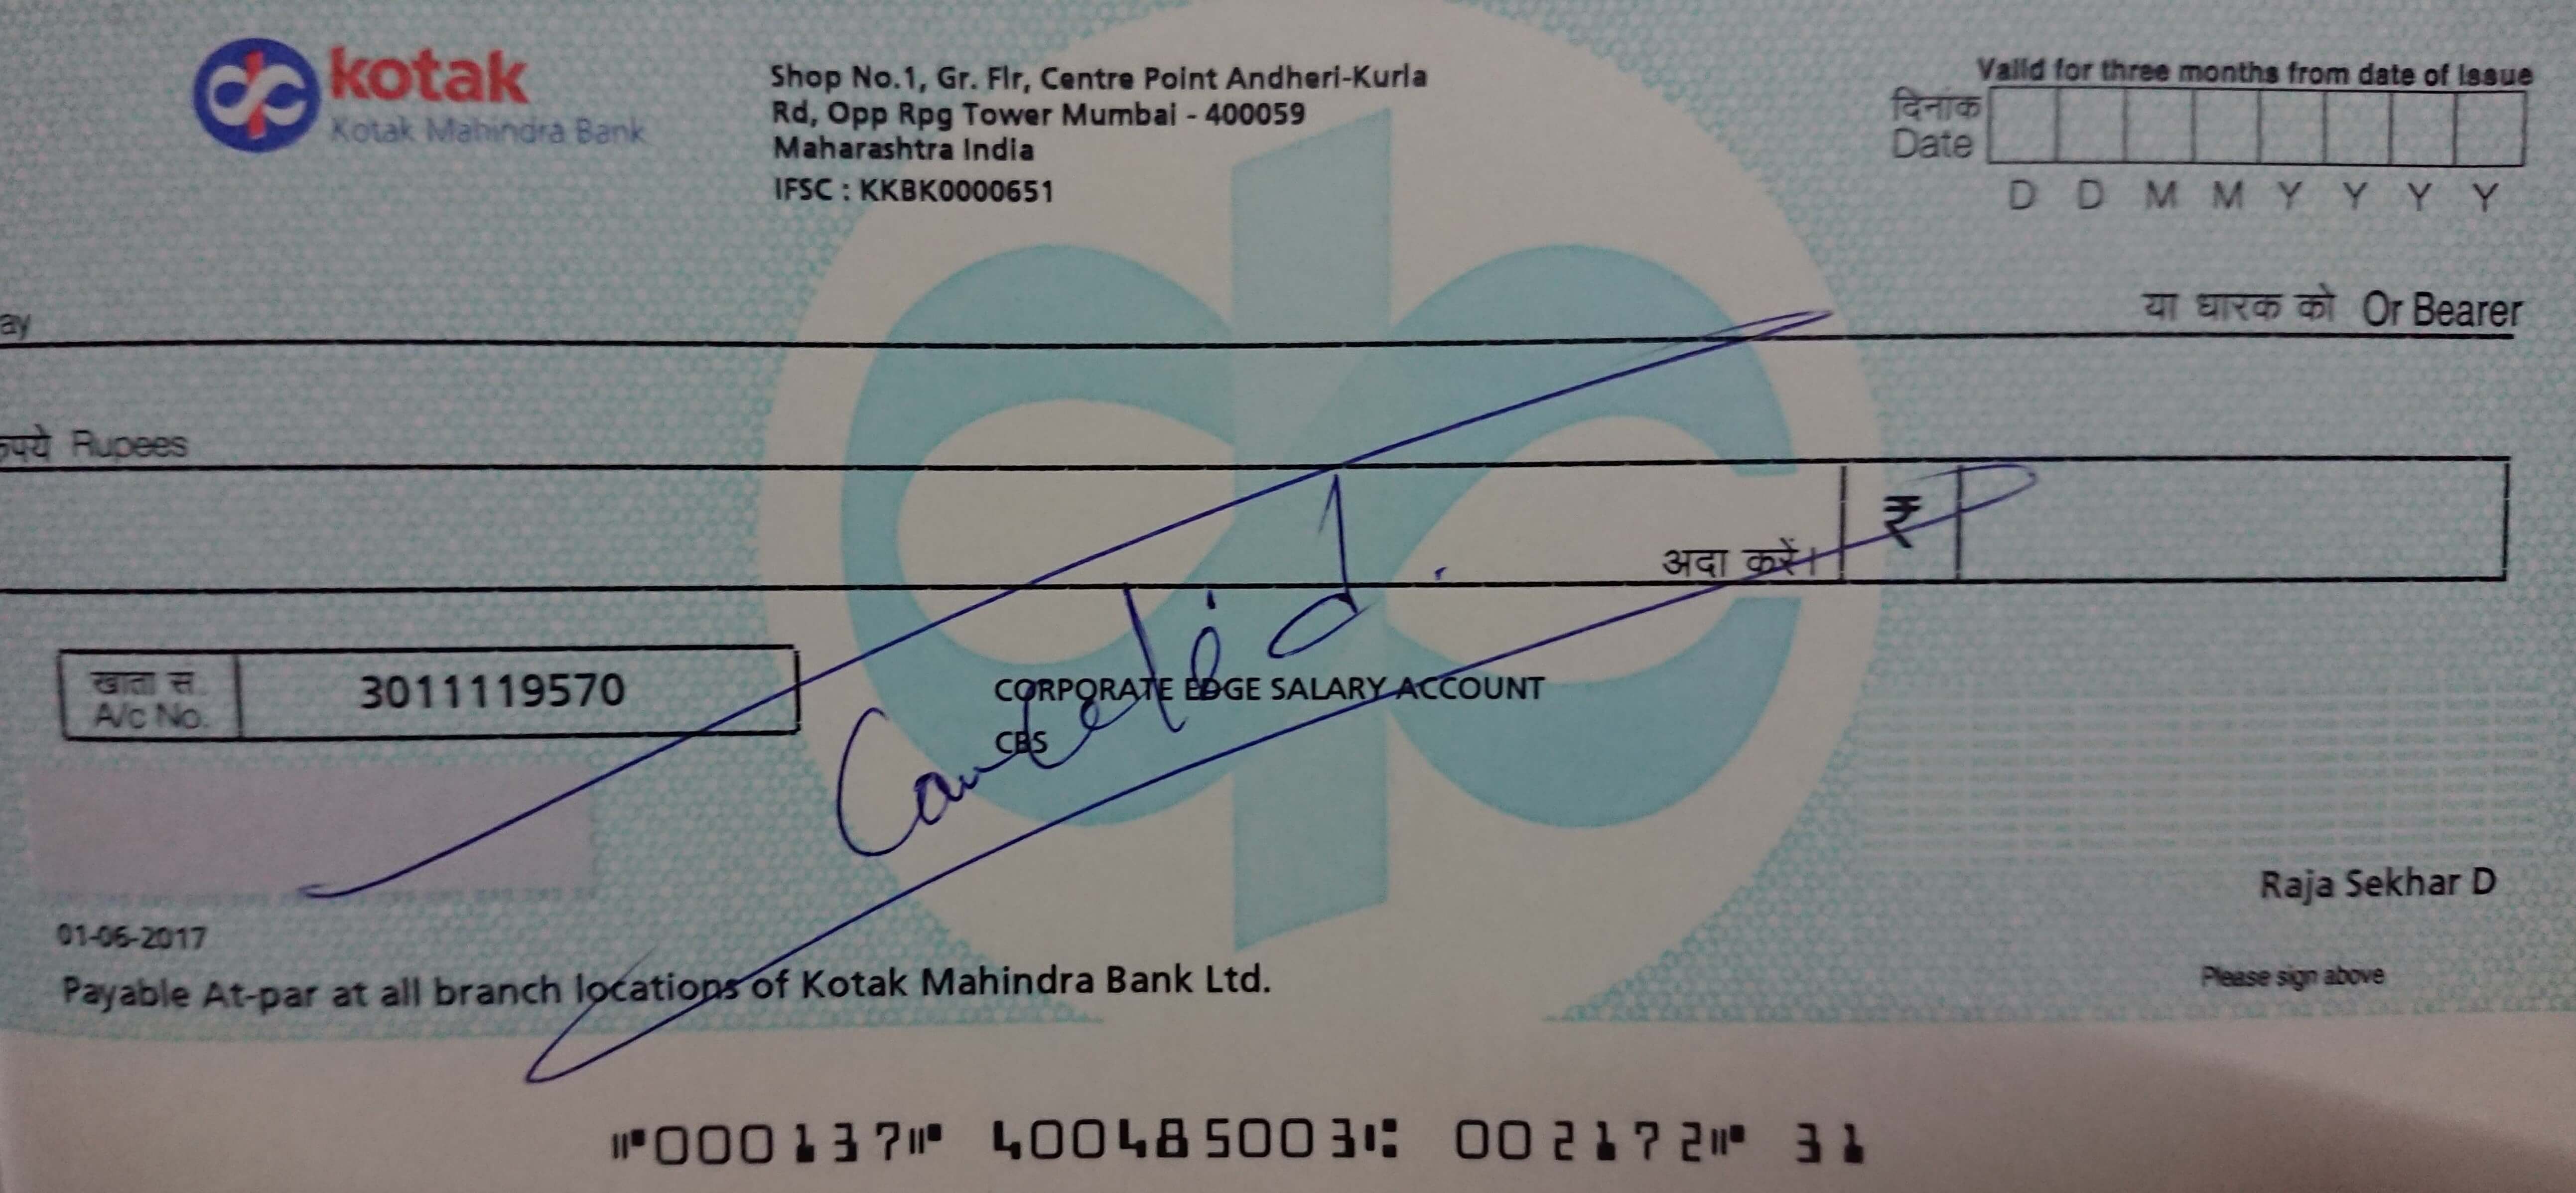 kotak
Kotak Mahindra Bank
Shop No.1, Gr. Flr, Centre Point Andheri-Kurla
Rd, Opp Rpg Tower Mumbai - 400059
Maharashtra India
IFSC : KKBK0000651
Valid for three months from date of Issue
दिनांक
Date
D D M M Y Y Y Y
ay
या धारक को Or Bearer
रुपये Rupees
अदा करें।
₹
खाता स.
A/c No.
3011119570
CORPORATE EDGE SALARY ACCOUNT
CBS
Raja Sekhar D
01-06-2017
Payable At-par at all branch locations of Kotak Mahindra Bank Ltd.
Please sign above
⑈000137⑈ 400485003⑆ 002172⑈ 31